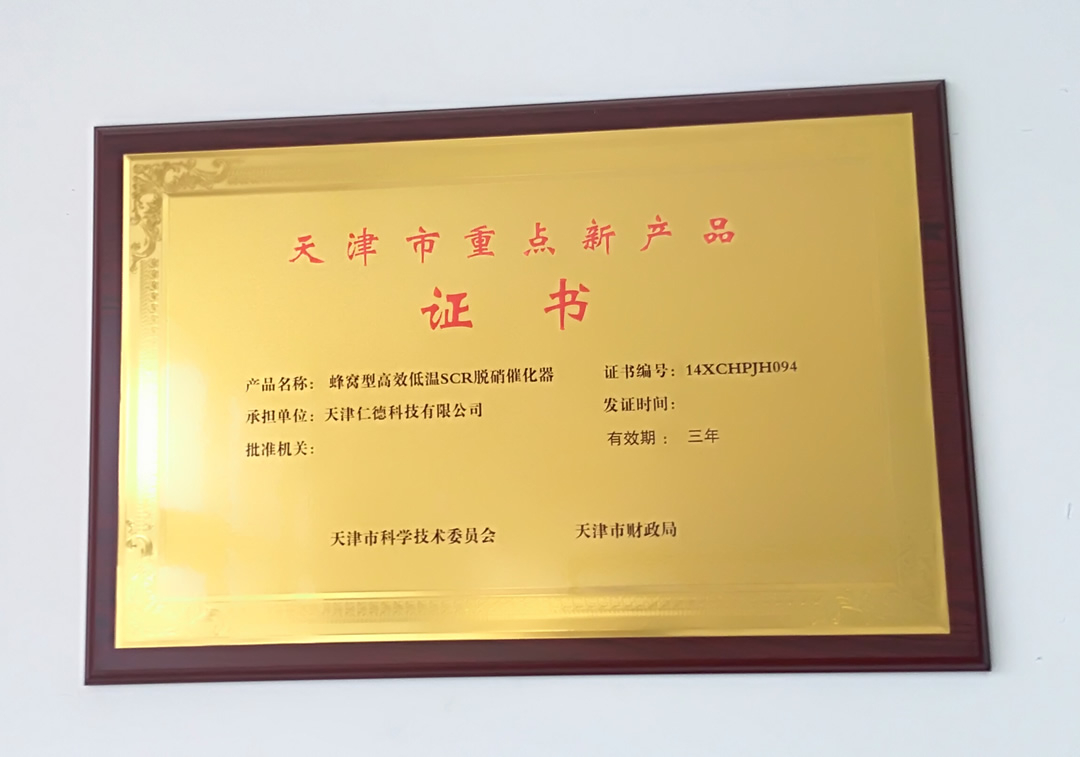 天津市重点新产品
证书
产品名称： 蜂窝型高效低温SCR脱硝催化器 证书编号：14XCHPJH094
承担单位：天津仁德科技有限公司 发证时间：
批准机关： 有效期 ： 三年
天津市科学技术委员会 天津市财政局